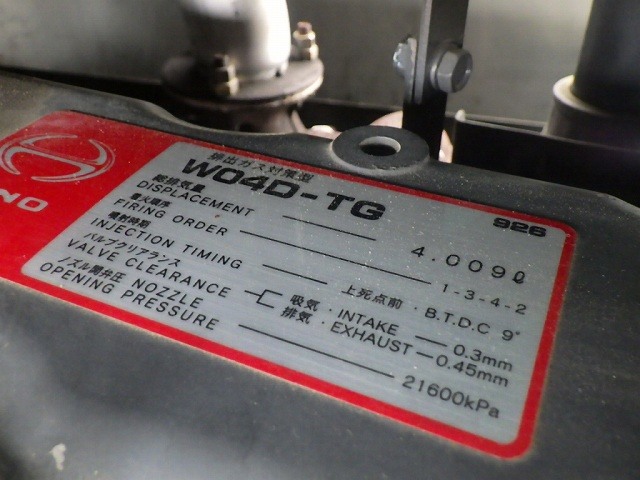 NO
排出ガス対策型
W04D-TG
926
総排気量
DISPLACEMENT 4.009ℓ
着火順序
FIRING ORDER 1-3-4-2
噴射時期
INJECTION TIMING 上死点前・B.T.D.C 9°
バルブクリアランス
VALVE CLEARANCE 吸気・INTAKE 0.3mm
排気・EXHAUST 0.45mm
ノズル開弁圧
OPENING PRESSURE NOZZLE 21600kPa